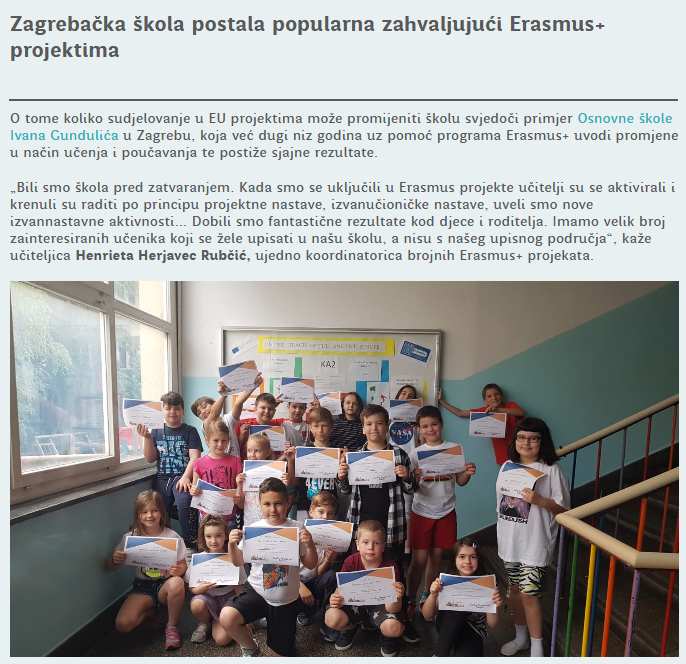 Zagrebačka škola postala popularna zahvaljujući Erasmus+
projektima
O tome koliko sudjelovanje u EU projektima može promijeniti školu svjedoči primjer Osnovne škole
Ivana Gundulića u Zagrebu, koja već dugi niz godina uz pomoć programa Erasmus+ uvodi promjene
u način učenja i poučavanja te postiže sjajne rezultate.
„Bili smo škola pred zatvaranjem. Kada smo se uključili u Erasmus projekte učitelji su se aktivirali i
krenuli su raditi po principu projektne nastave, izvanučioničke nastave, uveli smo nove
izvannastavne aktivnosti... Dobili smo fantastične rezultate kod djece i roditelja. Imamo velik broj
zainteresiranih učenika koji se žele upisati u našu školu, a nisu s našeg upisnog područja“, kaže
učiteljica Henrieta Herjavec Rubčić, ujedno koordinatorica brojnih Erasmus+ projekata.
KA2